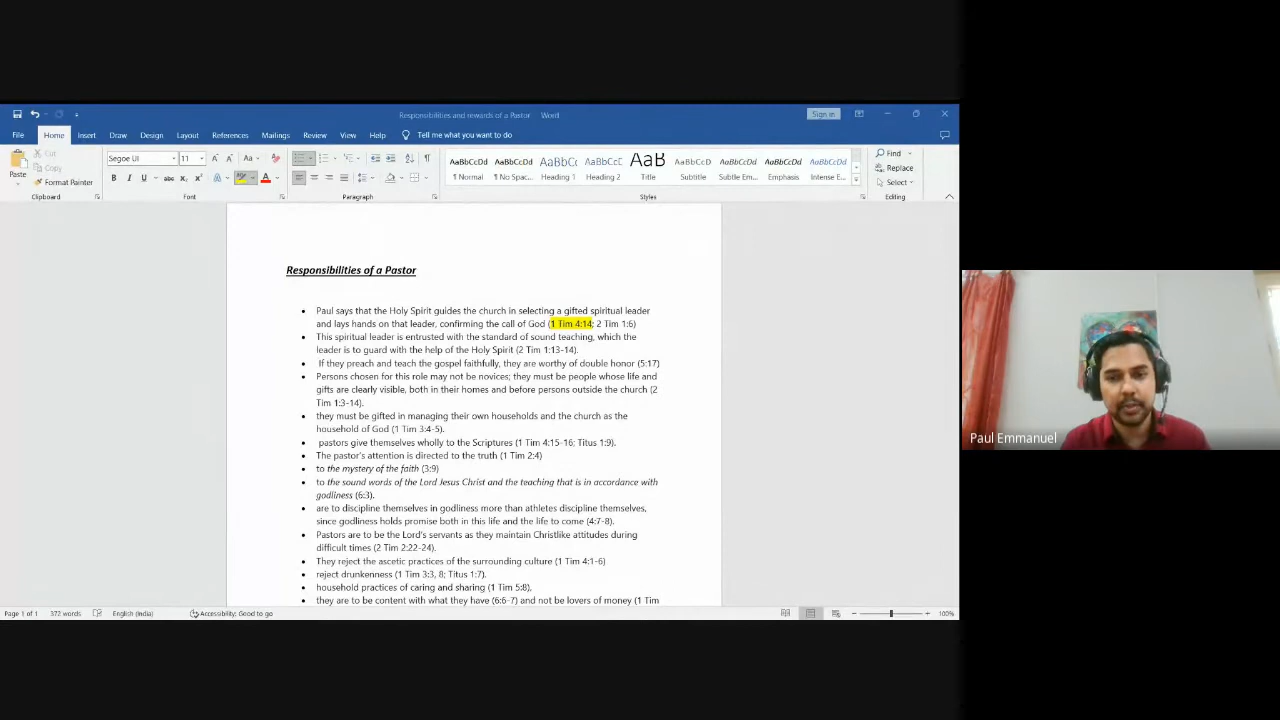 Responsibilities and rewards of a Pastor - Word
Sign in
File Home Insert Draw Design Layout References Mailings Review View Help Tell me what you want to do
Paste
Cut
Copy
Format Painter
Clipboard
Segoe UI 11
Font
Paragraph
AaBbCcDd AaBbCcDd AaBbCc AaBbCcC AaB AaBbCcD AaBbCcDd AaBbCcDd AaBbCcDd
¶ Normal ¶ No Spac... Heading 1 Heading 2 Title Subtitle Subtle Em... Emphasis Intense E...
Styles
Find
Replace
Select
Editing
Responsibilities of a Pastor
• Paul says that the Holy Spirit guides the church in selecting a gifted spiritual leader
and lays hands on that leader, confirming the call of God (1 Tim 4:14; 2 Tim 1:6)
• This spiritual leader is entrusted with the standard of sound teaching, which the
leader is to guard with the help of the Holy Spirit (2 Tim 1:13-14).
• If they preach and teach the gospel faithfully, they are worthy of double honor (5:17)
• Persons chosen for this role may not be novices; they must be people whose life and
gifts are clearly visible, both in their homes and before persons outside the church (2
Tim 1:3-14).
• they must be gifted in managing their own households and the church as the
household of God (1 Tim 3:4-5).
• pastors give themselves wholly to the Scriptures (1 Tim 4:15-16; Titus 1:9).
• The pastor's attention is directed to the truth (1 Tim 2:4)
• to the mystery of the faith (3:9)
• to the sound words of the Lord Jesus Christ and the teaching that is in accordance with
godliness (6:3).
• are to discipline themselves in godliness more than athletes discipline themselves,
since godliness holds promise both in this life and the life to come (4:7-8).
• Pastors are to be the Lord's servants as they maintain Christlike attitudes during
difficult times (2 Tim 2:22-24).
• They reject the ascetic practices of the surrounding culture (1 Tim 4:1-6)
• reject drunkenness (1 Tim 3:3, 8; Titus 1:7).
• household practices of caring and sharing (1 Tim 5:8),
• they are to be content with what they have (6:6-7) and not be lovers of money (1 Tim
Page 1 of 1 372 words English (India) Accessibility: Good to go 100%
Paul Emmanuel